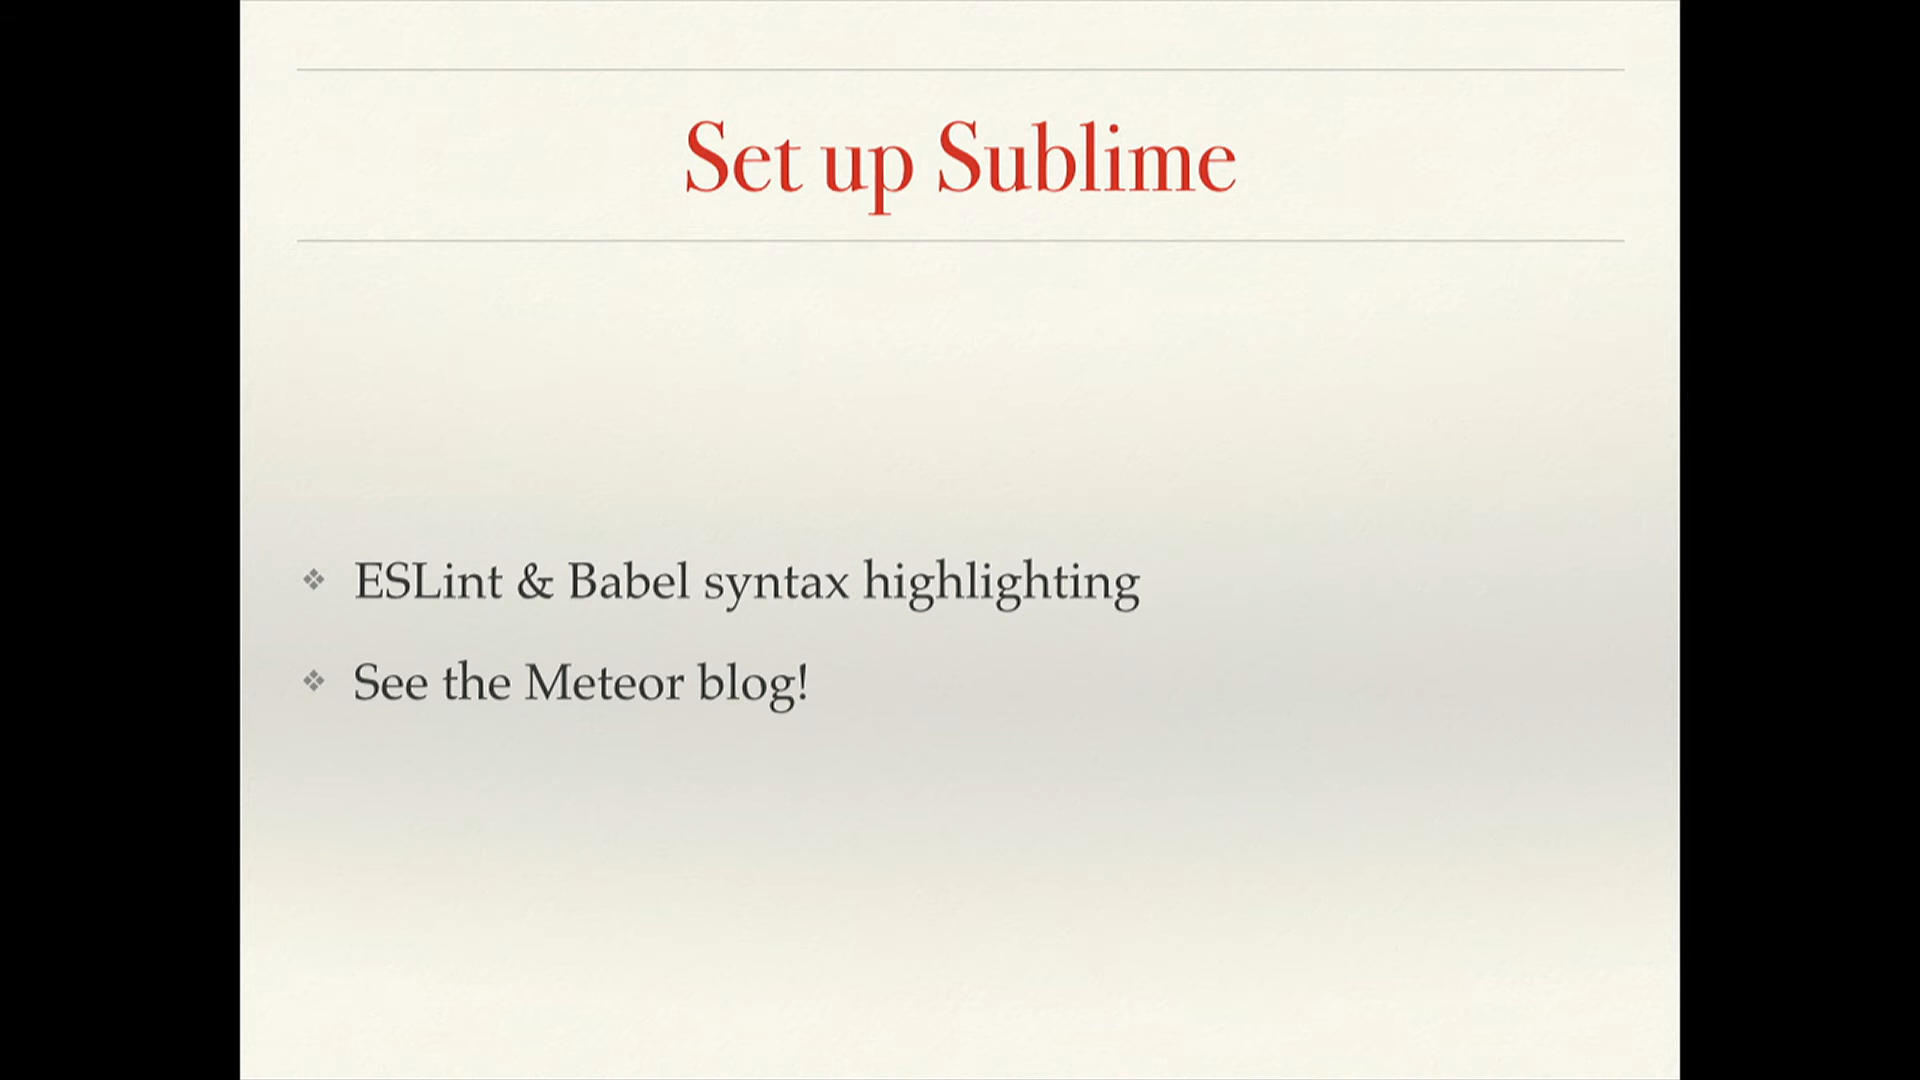 Set up Sublime
ESLint & Babel syntax highlighting
See the Meteor blog!